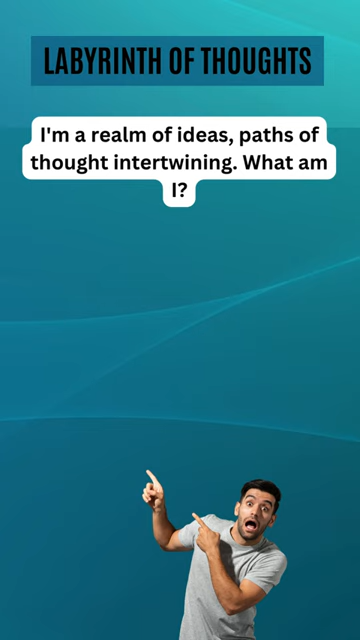 LABYRINTH OF THOUGHTS
I'm a realm of ideas, paths of
thought intertwining. What am
I?